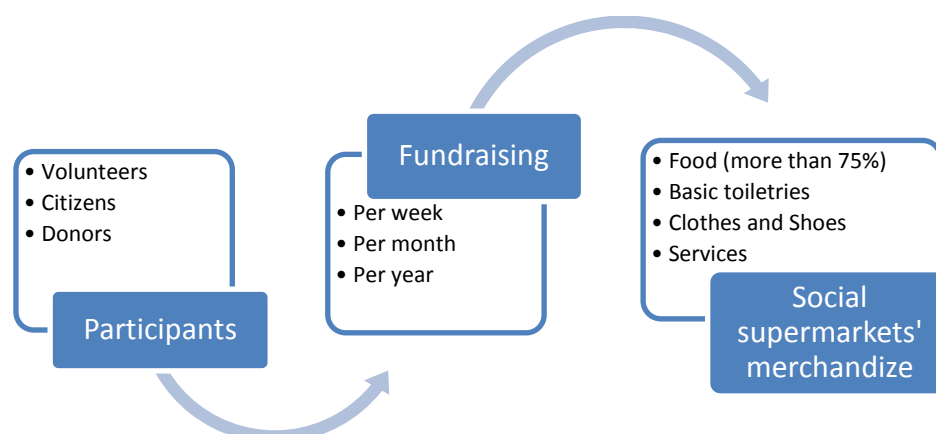 • Volunteers
• Citizens
• Donors
Participants
Fundraising
• Per week
• Per month
• Per year
• Food (more than 75%)
• Basic toiletries
• Clothes and Shoes
• Services
Social
supermarkets'
merchandize